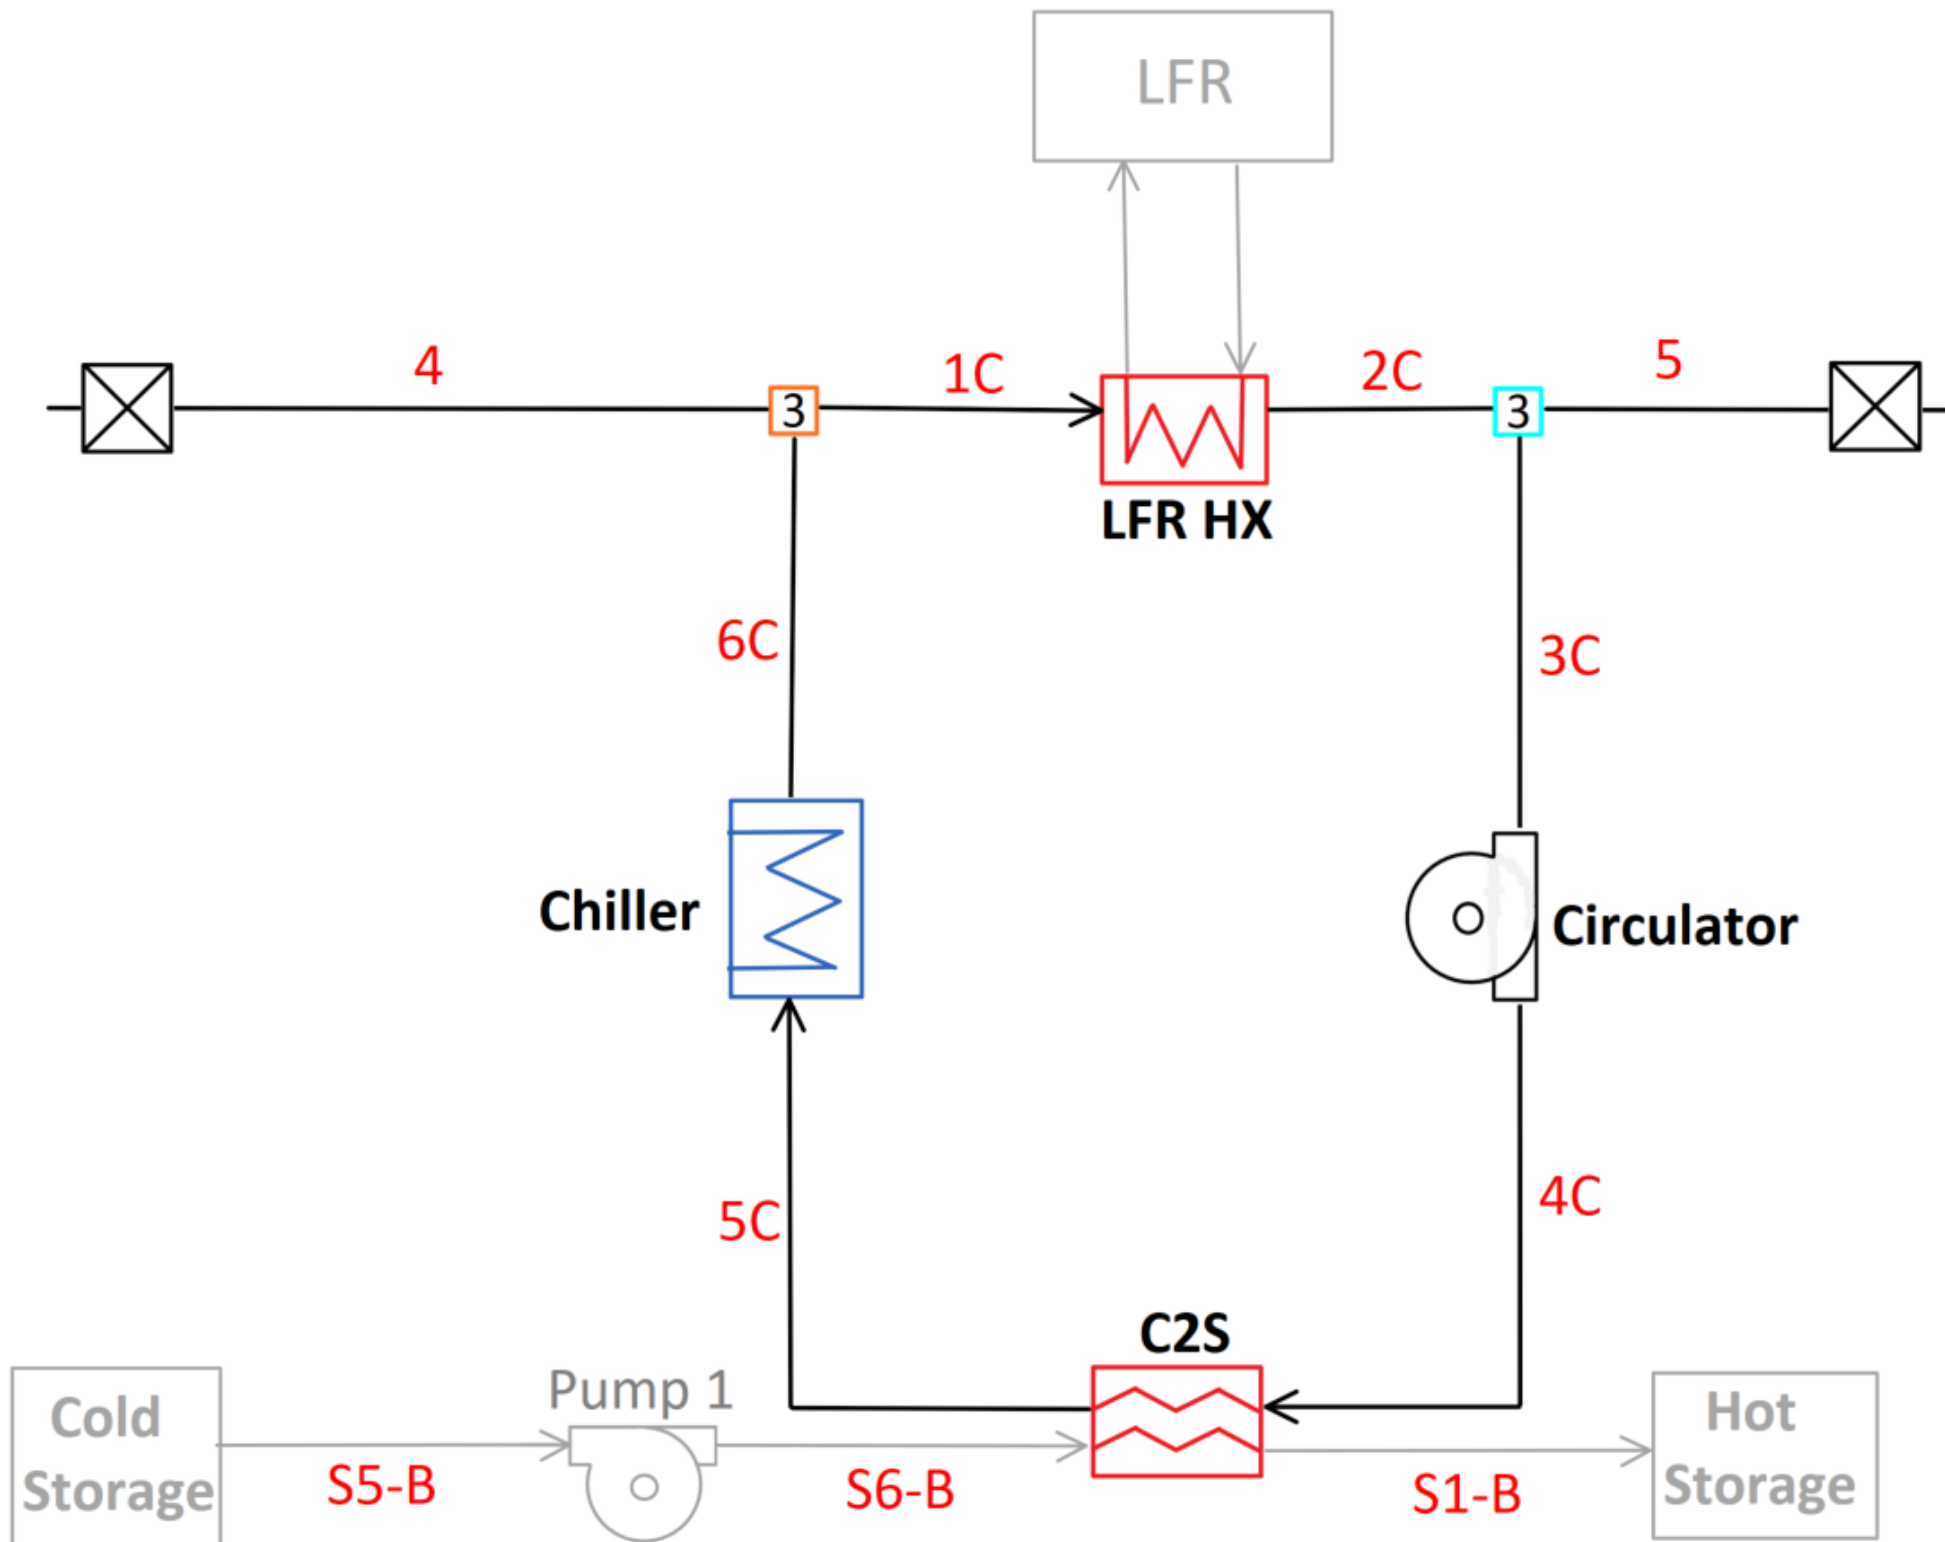 LFR
4
3
1C
2C
3
5
LFR HX
6C
3C
Chiller
Circulator
5C
4C
C2S
Cold
Storage
S5-B
Pump 1
S6-B
S1-B
Hot
Storage